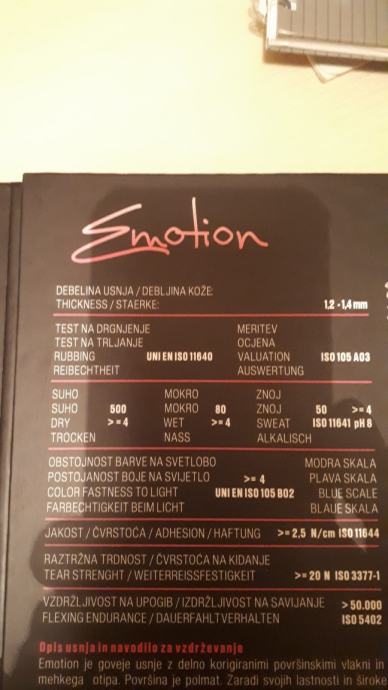 Emotion
DEBELINA USNJA / DEBLJINA KOŽE:
THICKNESS / STAERKE: 1,2 - 1,4 mm
TEST NA DRGNJENJE MERITEV
TEST NA TRLJANJE OCJENA
RUBBING UNI EN ISO 11640 VALUATION ISO 105 A03
REIBECHTHEIT AUSWERTUNG
SUHO MOKRO ZNOJ
SUHO 500 MOKRO 80 ZNOJ 50 >= 4
DRY >= 4 WET >= 4 SWEAT ISO 11641 pH 8
TROCKEN NASS ALKALISCH
OBSTOJNOST BARVE NA SVETLOBO MODRA SKALA
POSTOJANOST BOJE NA SVIJETLO >= 4 PLAVA SKALA
COLOR FASTNESS TO LIGHT UNI EN ISO 105 B02 BLUE SCALE
FARBECHTIGKEIT BEIM LICHT BLAUE SKALA
JAKOST / ČVRSTOĆA / ADHESION / HAFTUNG >= 2,5 N/cm ISO 11644
RAZTRŽNA TRDNOST / ČVRSTOĆA NA KIDANJE
TEAR STRENGHT / WEITERREISSFESTIGKEIT >= 20 N ISO 3377-1
VZDRŽLJIVOST NA UPOGIB / IZDRŽLJIVOST NA SAVIJANJE > 50.000
FLEXING ENDURANCE / DAUERFAHLTVERHALTEN ISO 5402
Opis usnja in navodilo za vzdrževanje
Emotion je goveje usnje z delno korigiranimi površinskimi vlakni in
mehkega otipa. Površina je polmat. Zaradi svojih lastnosti in široke